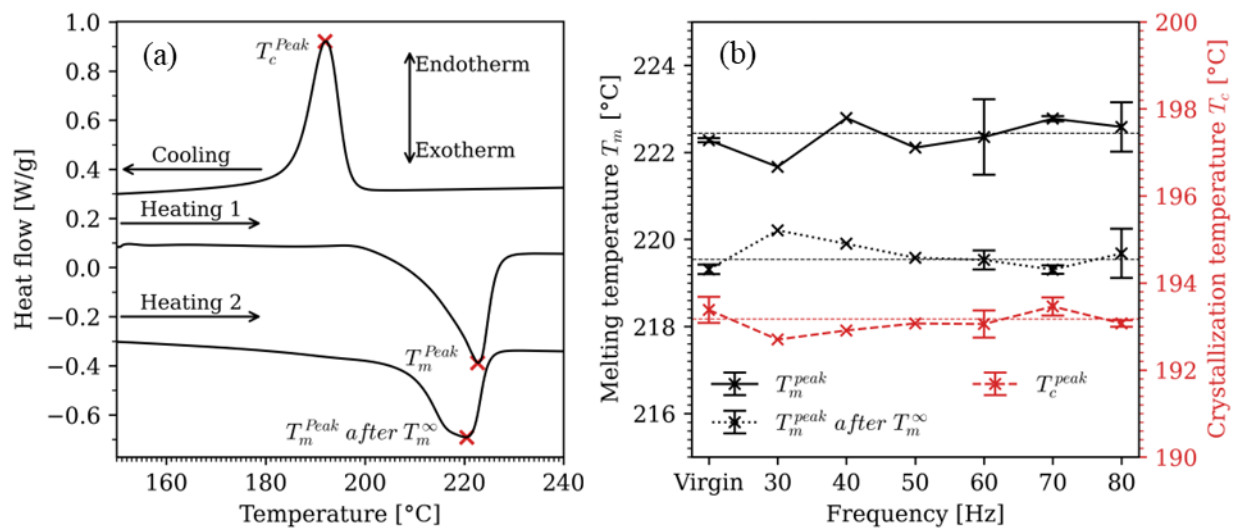 (a)
T_c^{Peak}
Endotherm
Exotherm
Cooling
Heating 1
Heating 2
T_m^{Peak}
T_m^{Peak} after T_m^∞
Heat flow [W/g]
1.0
0.8
0.6
0.4
0.2
0.0
−0.2
−0.4
−0.6
160 180 200 220 240
Temperature [°C]
(b)
Melting temperature T_m [°C]
224
222
220
218
216
T_m^{peak}
T_m^{peak} after T_m^∞
T_c^{peak}
Virgin 30 40 50 60 70 80
Frequency [Hz]
200
198
196
194
192
190
Crystallization temperature T_c [°C]